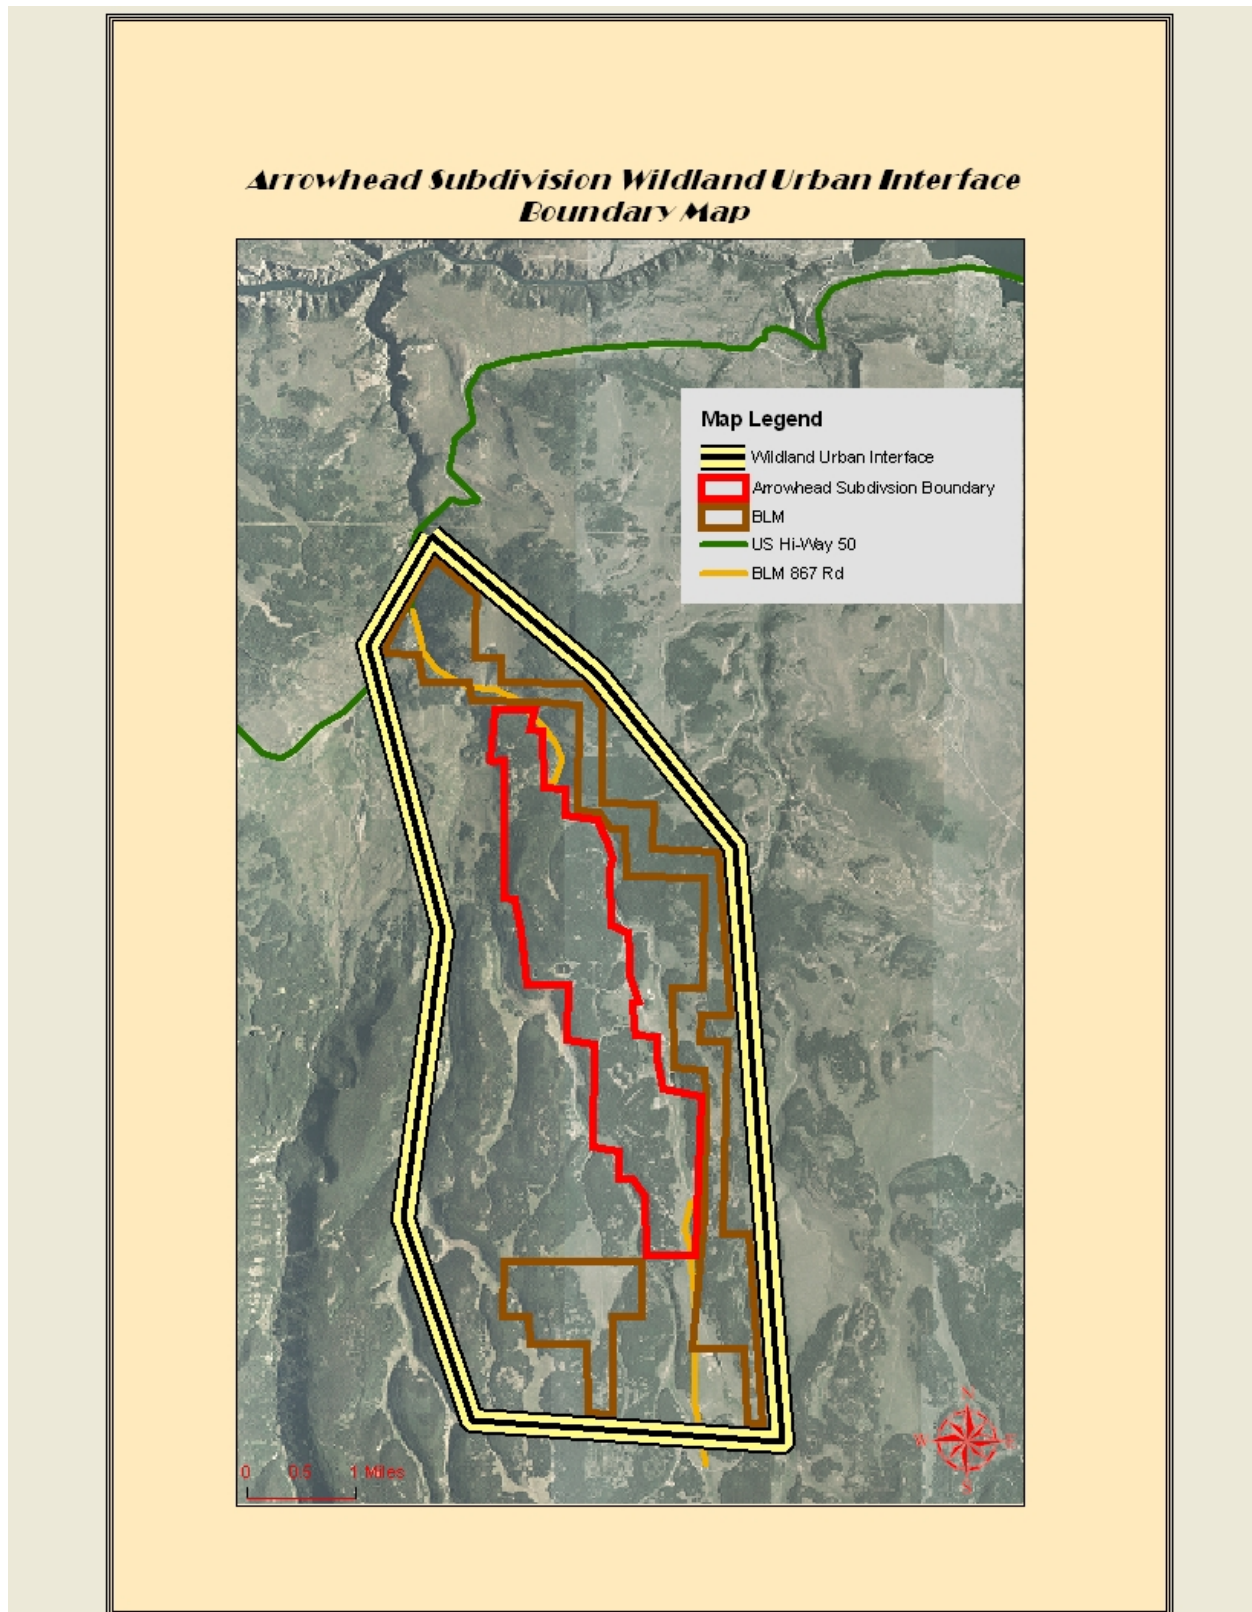 Arrowhead Subdivision Wildland Urban Interface
Boundary Map
Map Legend
Wildland Urban Interface
Arrowhead Subdivsion Boundary
BLM
US Hi-Way 50
BLM 867 Rd
N
W E
S
0 0.5 1 Miles